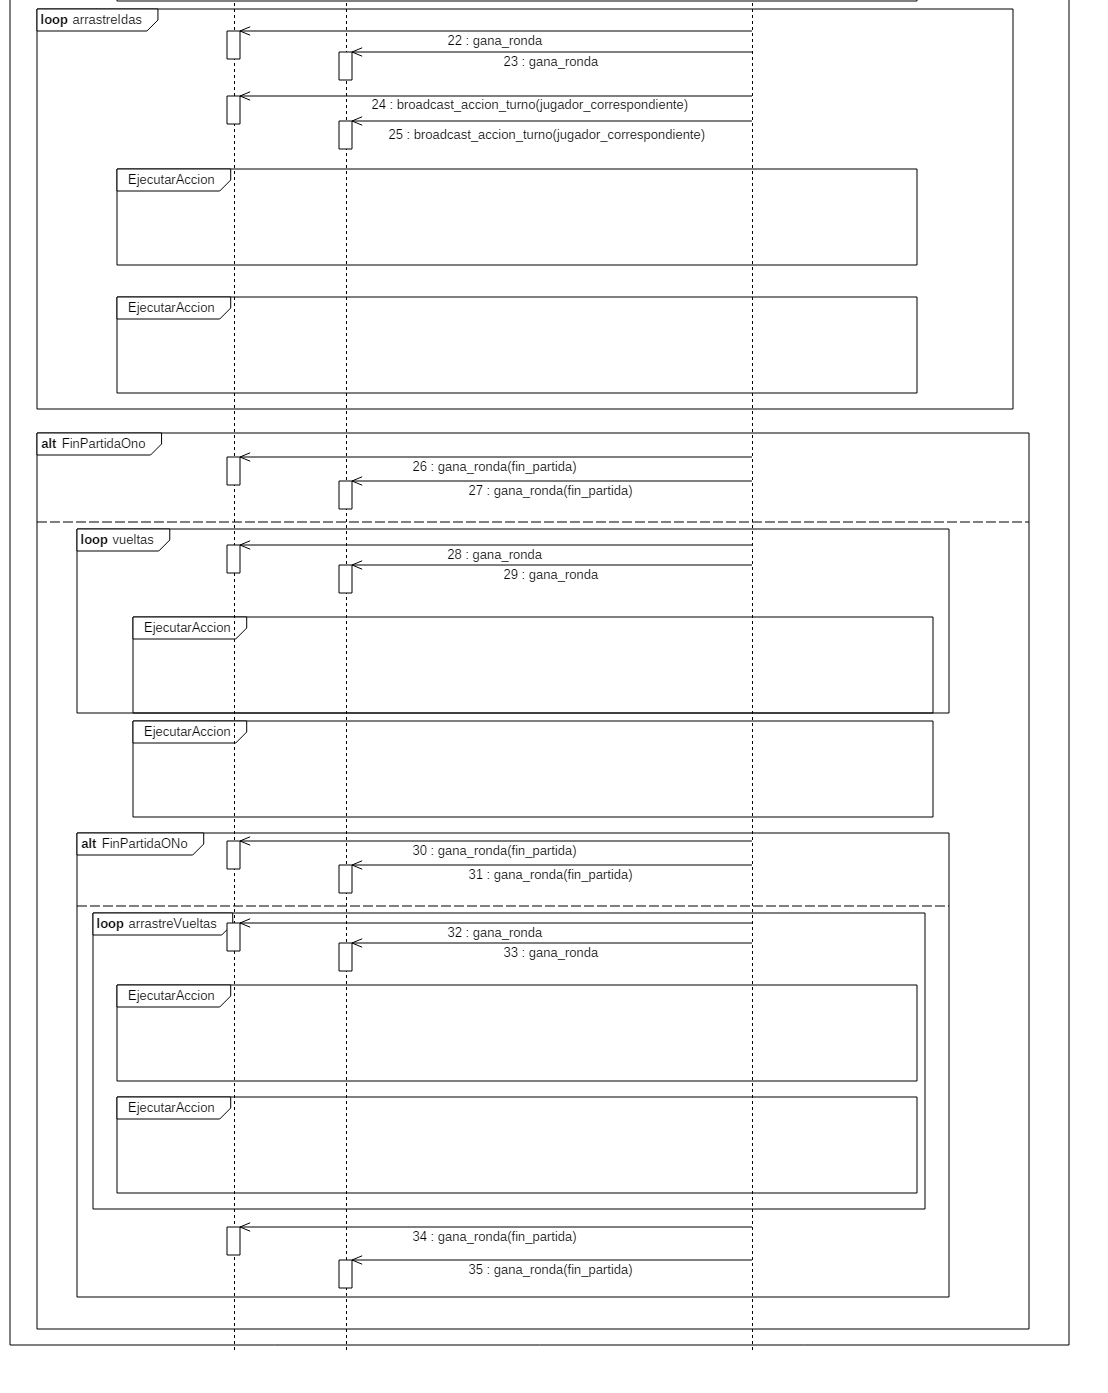 loop arrastreIdas
22 : gana_ronda
23 : gana_ronda
24 : broadcast_accion_turno(jugador_correspondiente)
25 : broadcast_accion_turno(jugador_correspondiente)
EjecutarAccion
EjecutarAccion
alt FinPartidaOno
26 : gana_ronda(fin_partida)
27 : gana_ronda(fin_partida)
loop vueltas
28 : gana_ronda
29 : gana_ronda
EjecutarAccion
EjecutarAccion
alt FinPartidaONo
30 : gana_ronda(fin_partida)
31 : gana_ronda(fin_partida)
loop arrastreVueltas
32 : gana_ronda
33 : gana_ronda
EjecutarAccion
EjecutarAccion
34 : gana_ronda(fin_partida)
35 : gana_ronda(fin_partida)